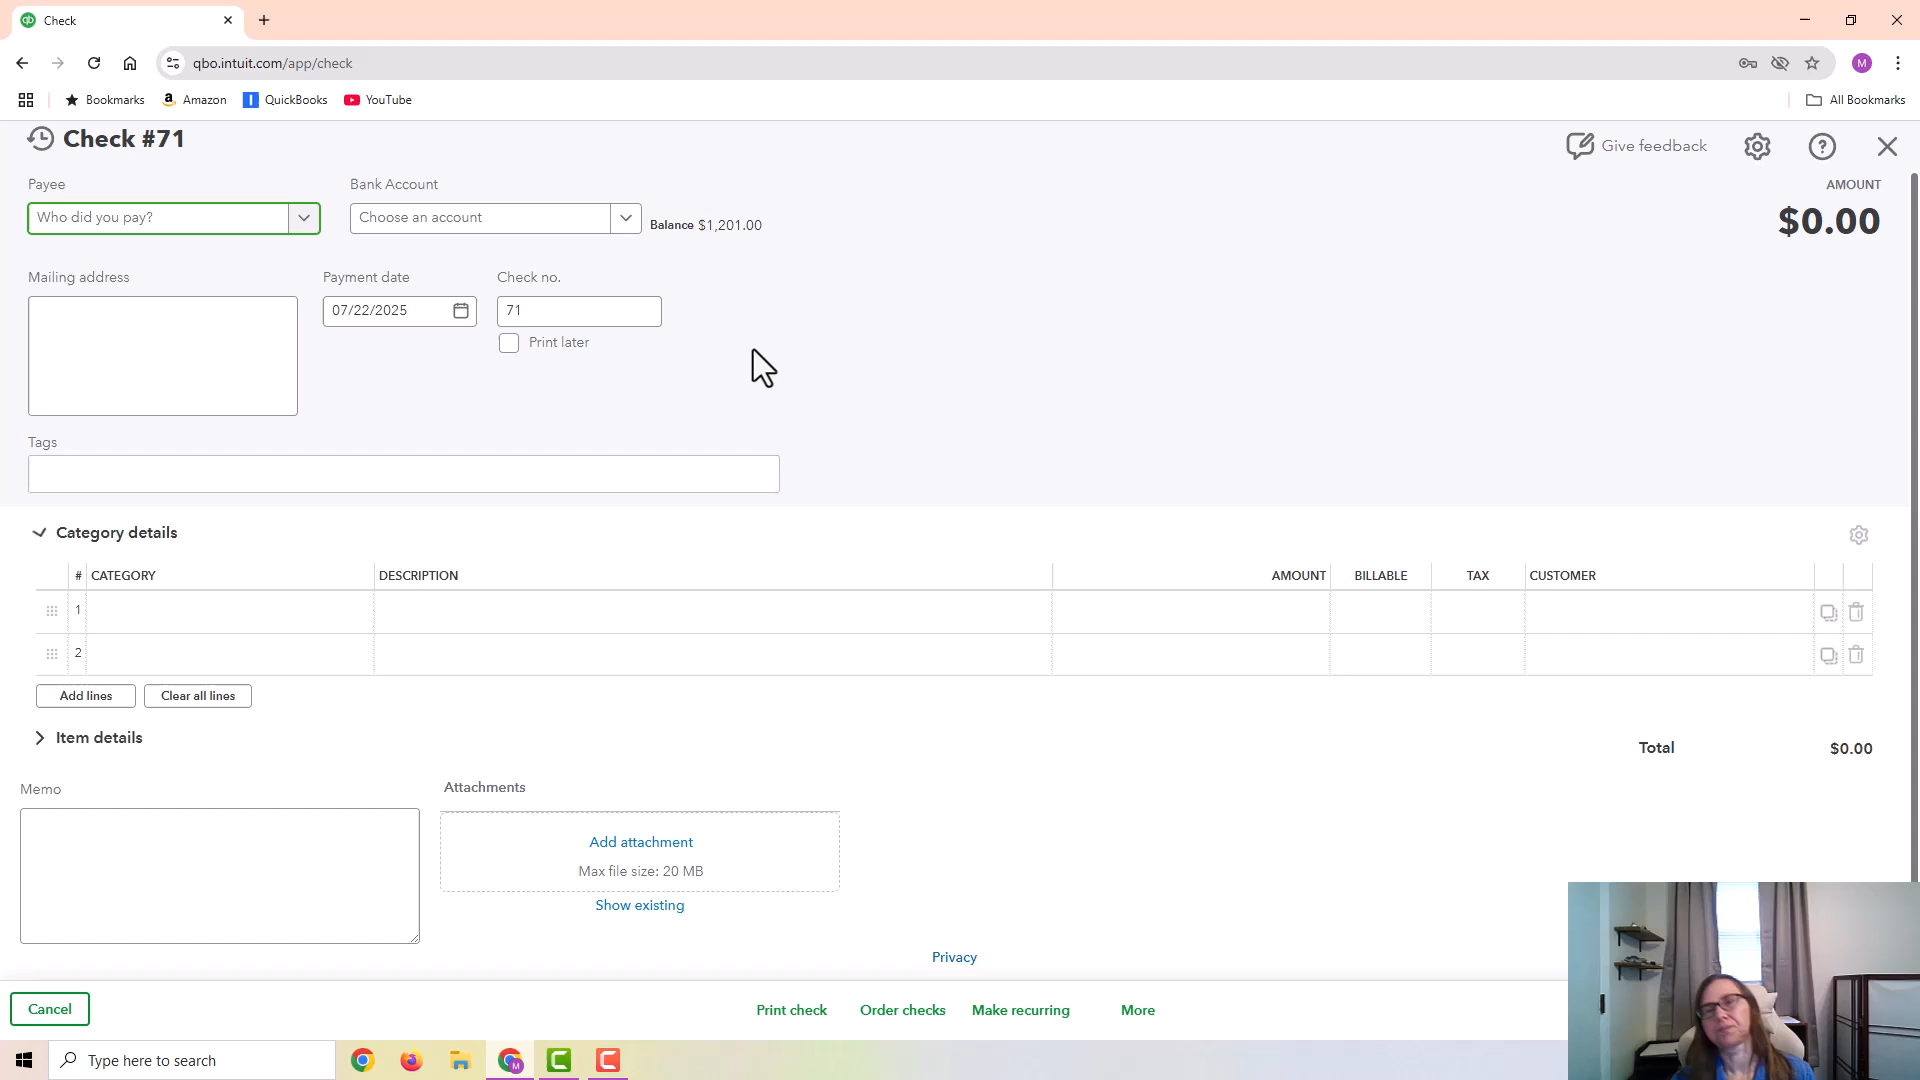 Check
qbo.intuit.com/app/check
M
Bookmarks
Amazon
QuickBooks
YouTube
All Bookmarks
Check #71
Give feedback
Payee
Bank Account
AMOUNT
Who did you pay?
Choose an account
Balance $1,201.00
$0.00
Mailing address
Payment date
Check no.
07/22/2025
71
Print later
Tags
Category details
# CATEGORY DESCRIPTION AMOUNT BILLABLE TAX CUSTOMER
1
2
Add lines
Clear all lines
Item details
Total $0.00
Memo
Attachments
Add attachment
Max file size: 20 MB
Show existing
Privacy
Cancel
Print check
Order checks
Make recurring
More
Type here to search